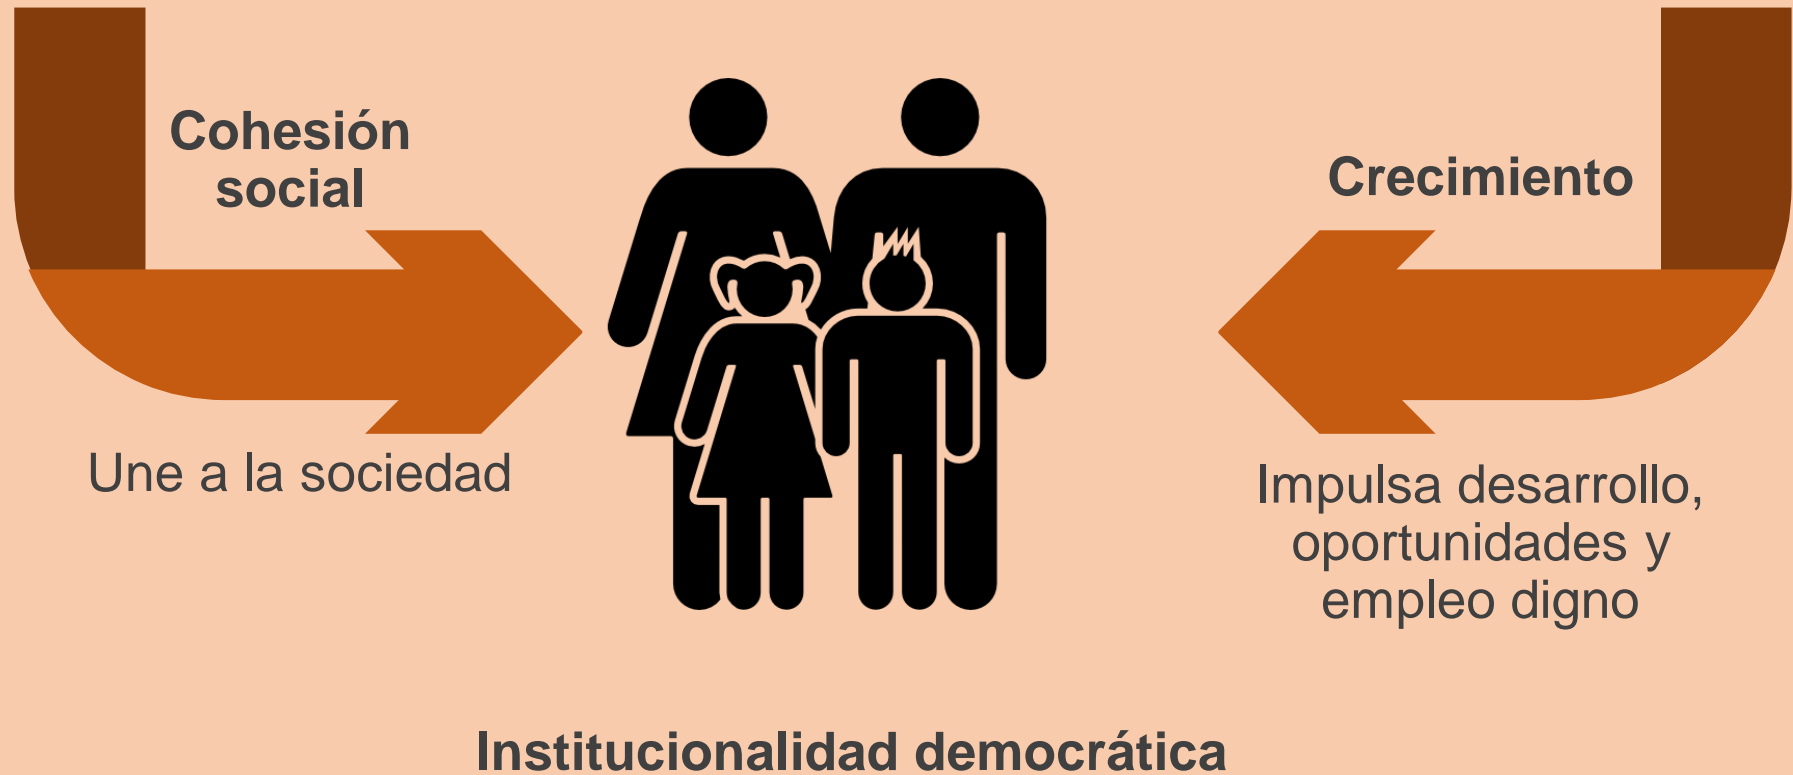 Cohesión
social
Une a la sociedad
Crecimiento
Impulsa desarrollo,
oportunidades y
empleo digno
Institucionalidad democrática